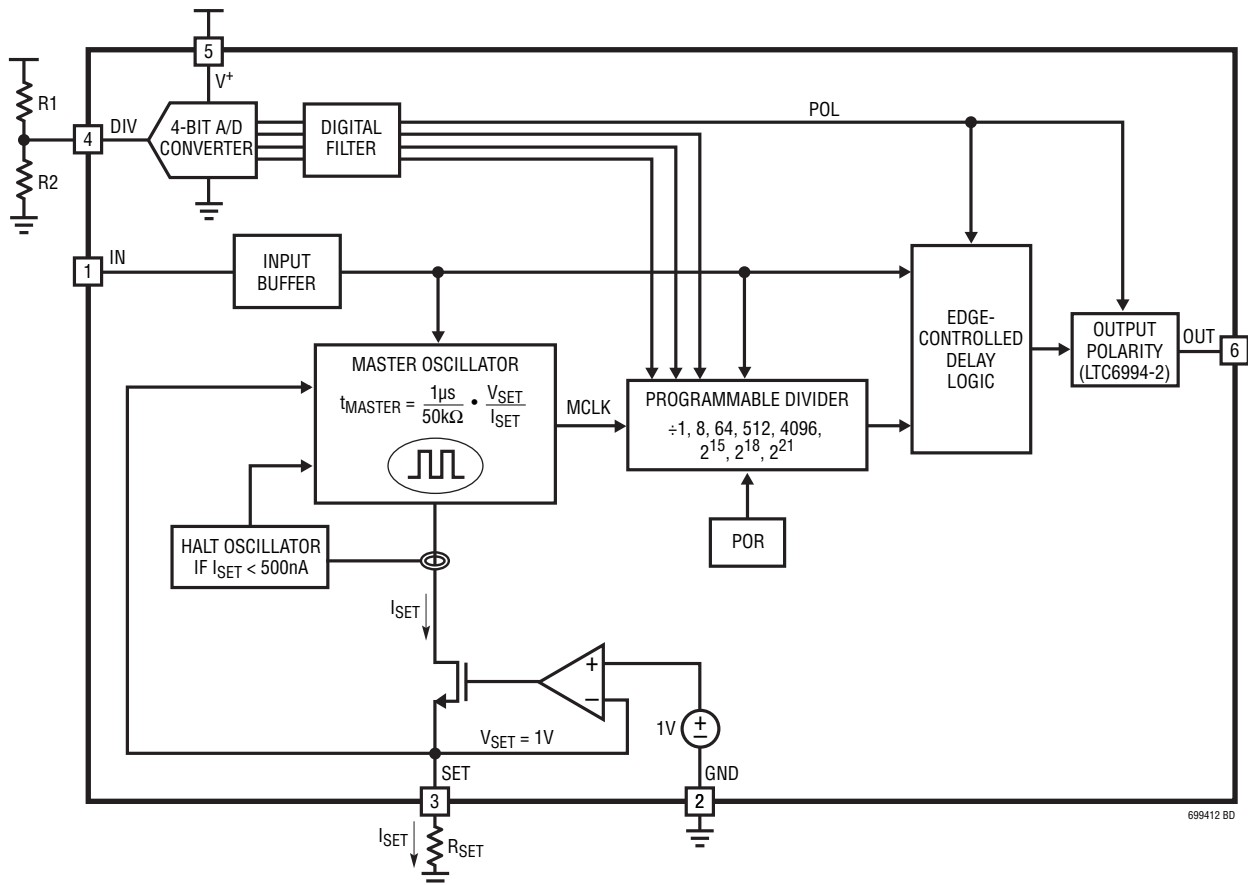 5
V+
R1
4
DIV
4-BIT A/D
CONVERTER
DIGITAL
FILTER
POL
R2
1
IN
INPUT
BUFFER
MASTER OSCILLATOR
tMASTER = 1µs / 50kΩ • VSET / ISET
MCLK
PROGRAMMABLE DIVIDER
÷1, 8, 64, 512, 4096,
2^15, 2^18, 2^21
EDGE-
CONTROLLED
DELAY
LOGIC
OUTPUT
POLARITY
(LTC6994-2)
OUT
6
HALT OSCILLATOR
IF ISET < 500nA
POR
ISET
+
–
VSET = 1V
1V
+
–
SET
3
GND
2
ISET
RSET
699412 BD